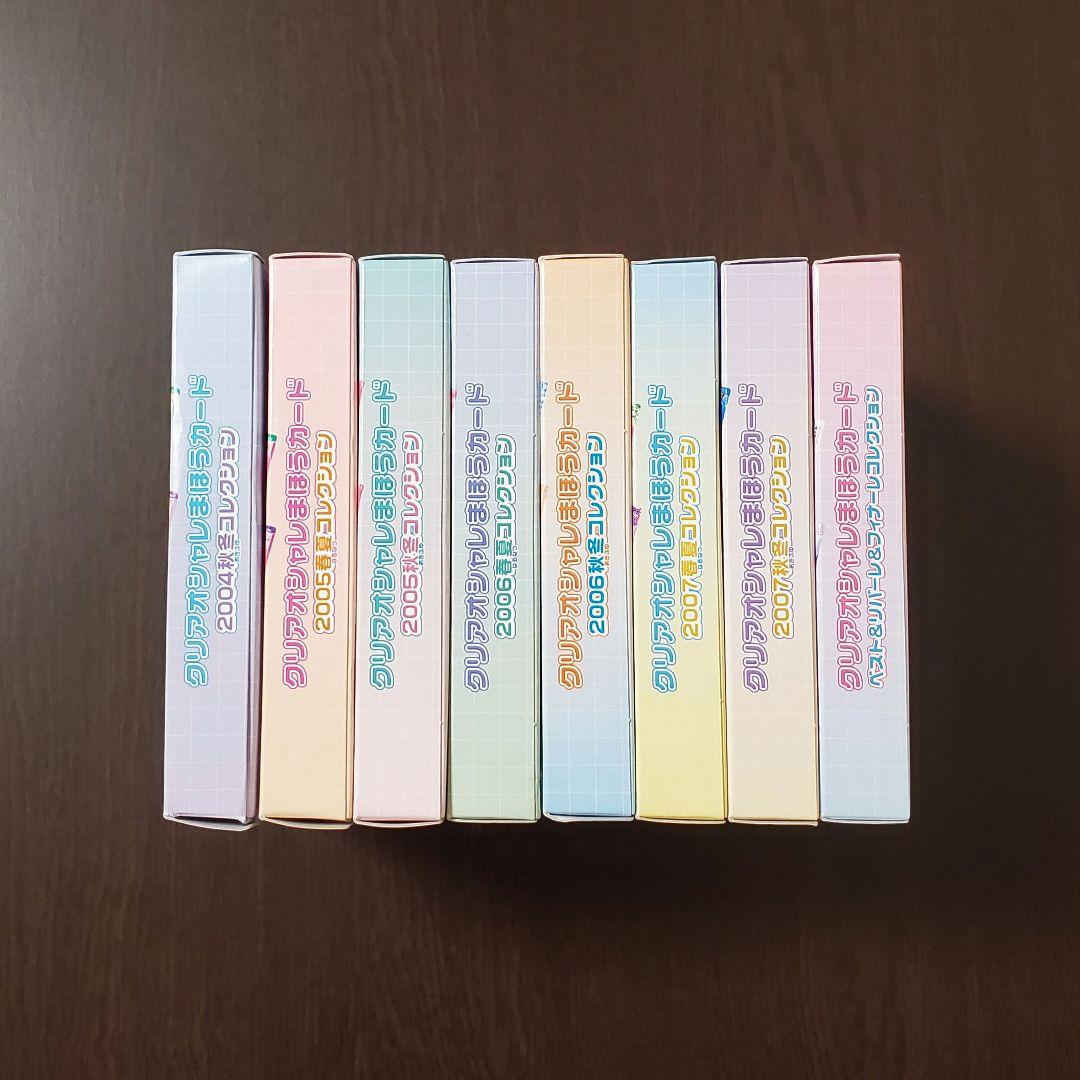 クリアオシャレまほうカード
2004秋冬コレクション
クリアオシャレまほうカード
2005春夏コレクション
クリアオシャレまほうカード
2005秋冬コレクション
クリアオシャレまほうカード
2006春夏コレクション
クリアオシャレまほうカード
2006秋冬コレクション
クリアオシャレまほうカード
2007春夏コレクション
クリアオシャレまほうカード
2007秋冬コレクション
クリアオシャレまほうカード
ベスト&リバーレ&フィナーレコレクション